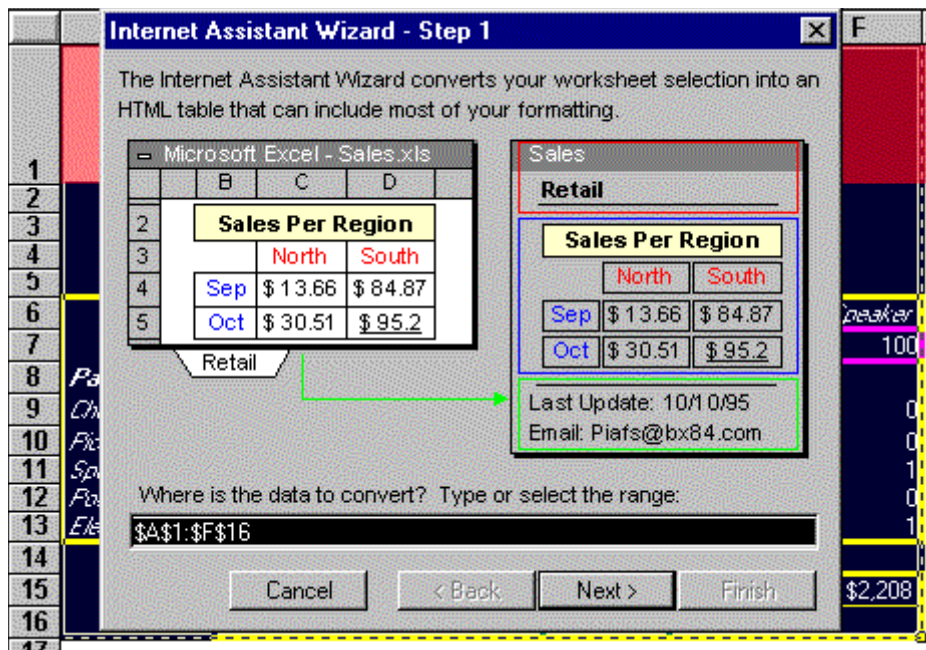 Internet Assistant Wizard - Step 1
F
The Internet Assistant Wizard converts your worksheet selection into an
HTML table that can include most of your formatting.
Microsoft Excel - Sales.xls
B C D
2 Sales Per Region
3 North South
4 Sep $ 13.66 $ 84.87
5 Oct $ 30.51 $ 95.2
Retail
Sales
Retail
Sales Per Region
North South
Sep $ 13.66 $ 84.87
Oct $ 30.51 $ 95.2
Last Update: 10/10/95
Email: Piafs@bx84.com
Where is the data to convert? Type or select the range:
$A$1:$F$16
Cancel < Back Next > Finish
1
2
3
4
5
6
7 100
8
9 0
10 0
11 1
12 0
13 1
14
15 $2,208
16
17